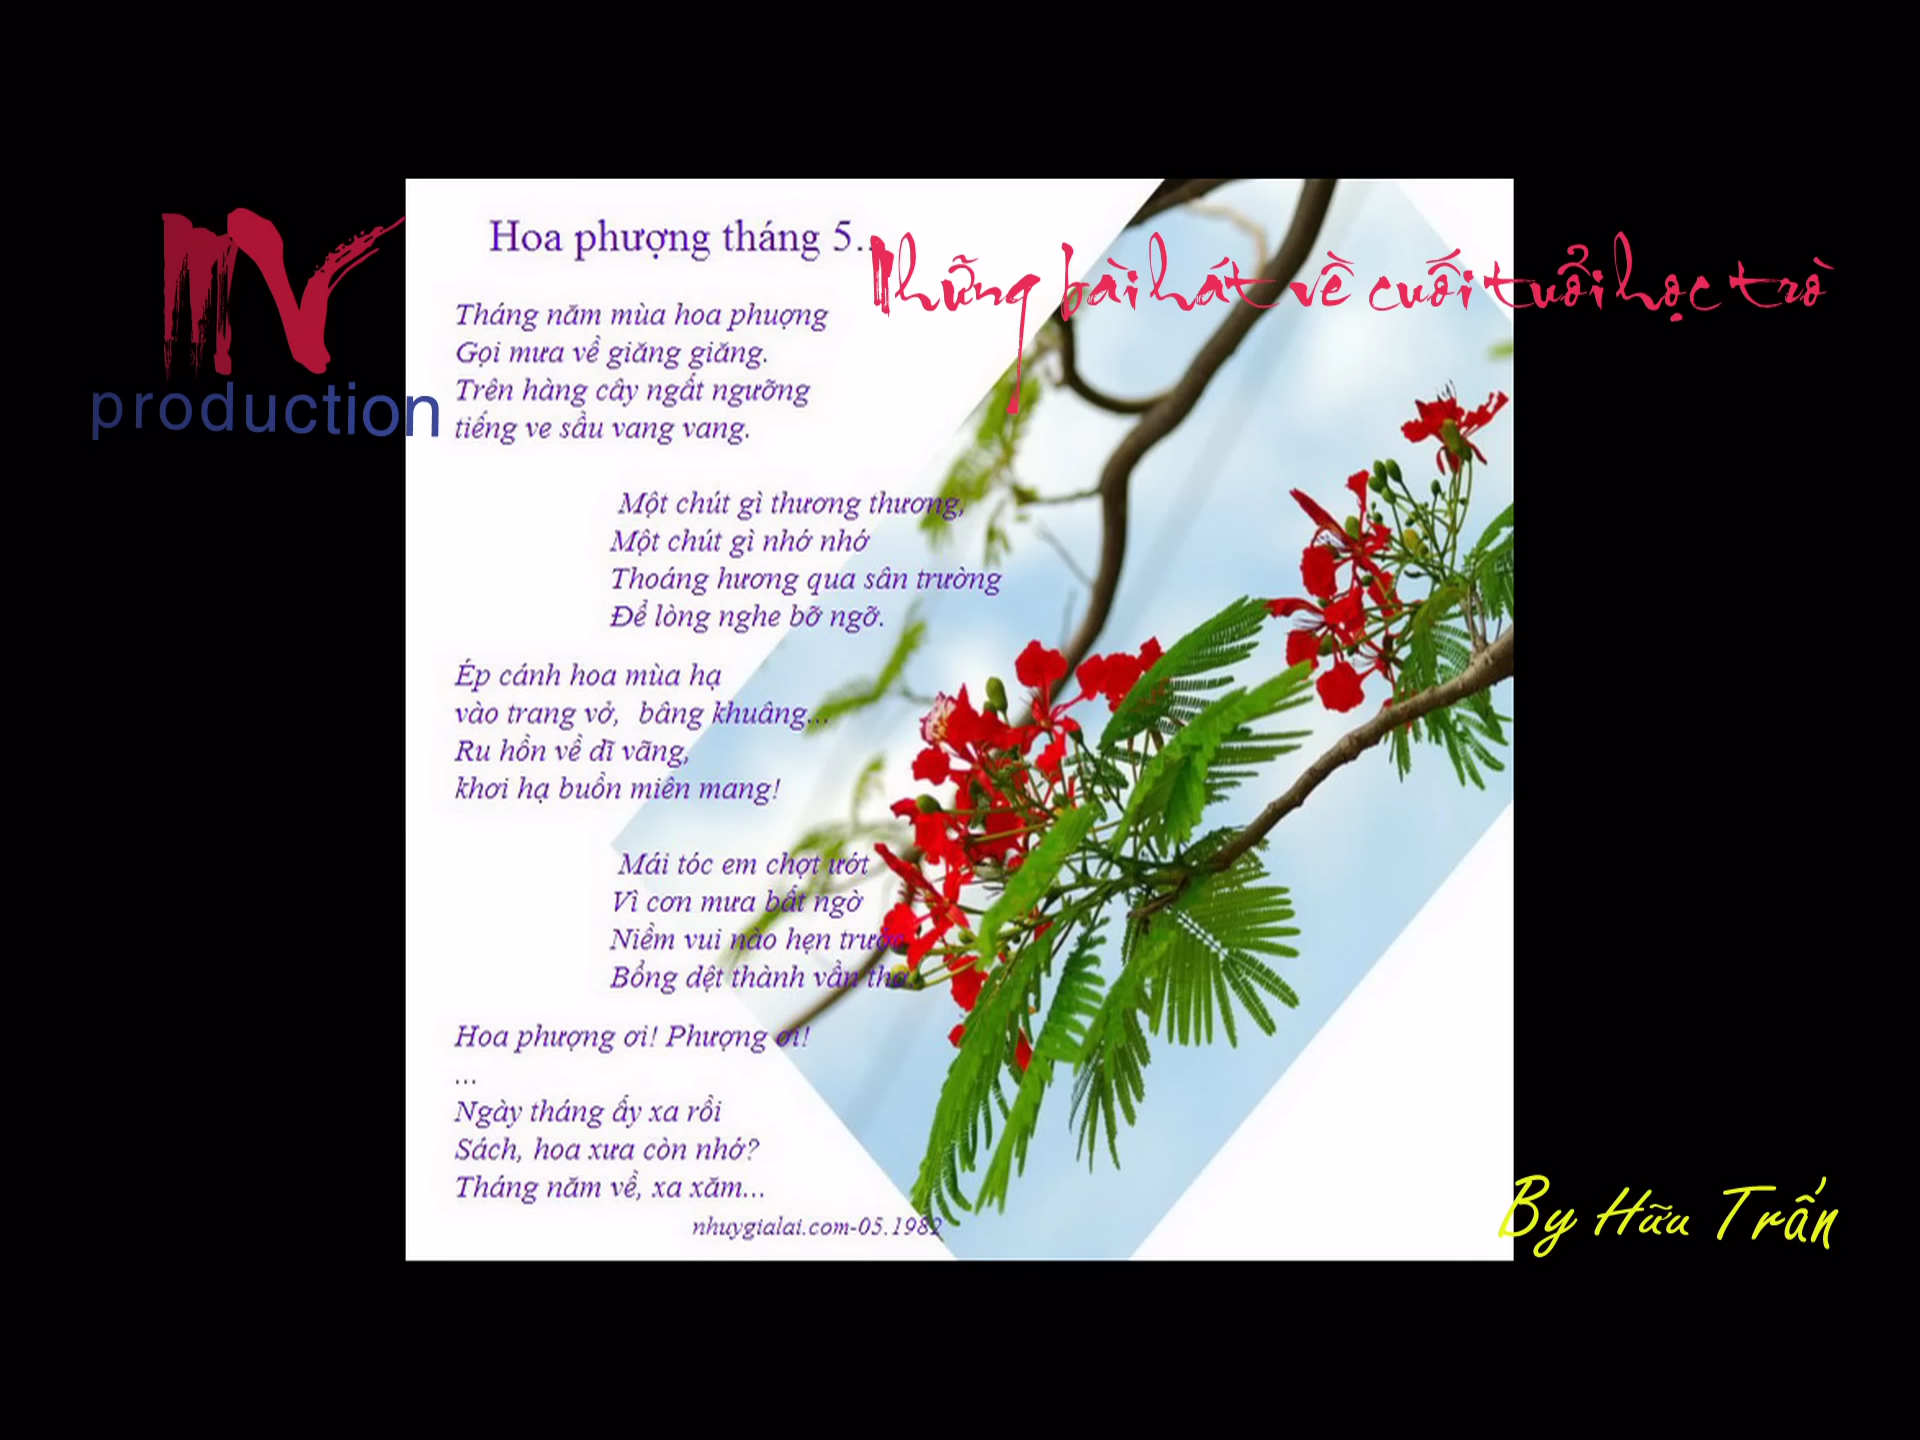 Hoa phượng tháng 5..
Những bài hát về cuối tuổi học trò
production
Tháng năm mùa hoa phuợng
Gọi mưa về giăng giăng.
Trên hàng cây ngất ngưỡng
tiếng ve sầu vang vang.
Một chút gì thương thương,
Một chút gì nhớ nhớ
Thoáng hương qua sân trường
Để lòng nghe bỡ ngỡ.
Ép cánh hoa mùa hạ
vào trang vở, bâng khuâng...
Ru hồn về dĩ vãng,
khơi hạ buồn miên mang!
Mái tóc em chợt ướt
Vì cơn mưa bất ngờ
Niềm vui nào hẹn trước
Bổng dệt thành vần thơ.
Hoa phượng ơi! Phượng ơi!
...
Ngày tháng ấy xa rồi
Sách, hoa xưa còn nhớ?
Tháng năm về, xa xăm...
nhuygialai.com-05.1982
By Hữu Trấn